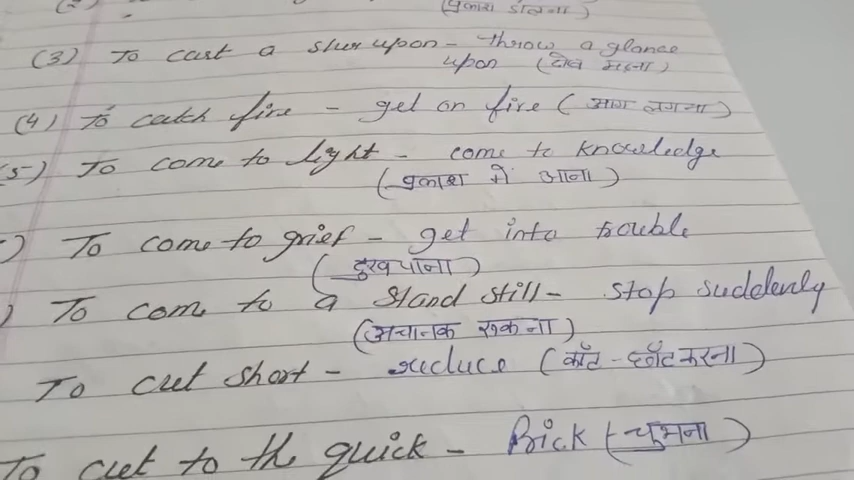 (प्रकाश डालना)
(3) To cast a slur upon - throw a glance
upon (दोष मढ़ना)
(4) To catch fire - get on fire (आग लगना)
5) To come to light - come to knowledge
(प्रकाश में आना)
) To come to grief - get into trouble
(दुखपाना)
) To come to a stand still - stop suddenly
(अचानक रुकना)
To cut short - reduce (कॉट-छॉट करना)
To cut to the quick - Brick (चुभना)